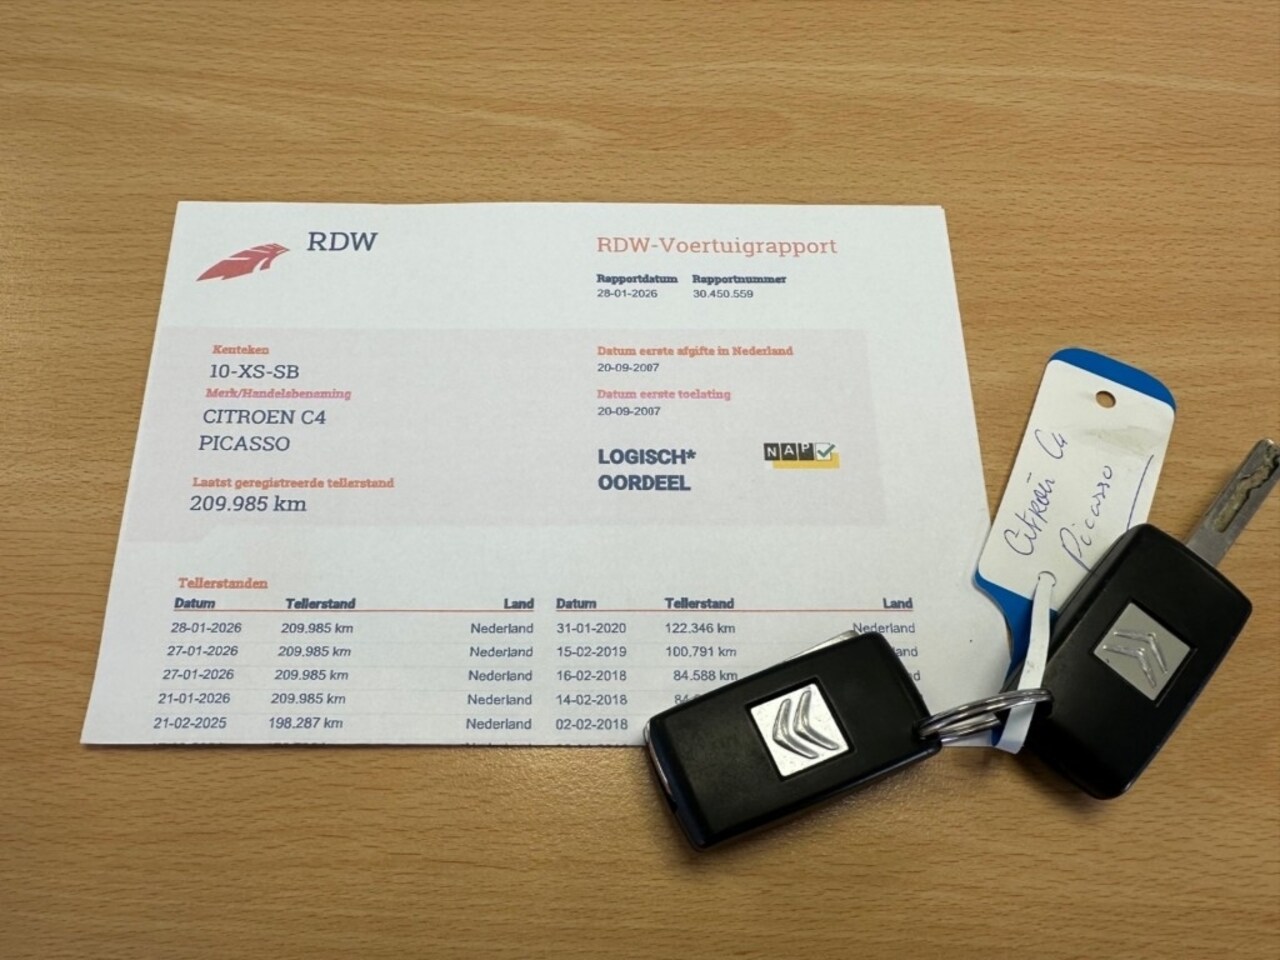 RDW
RDW-Voertuigrapport
Rapportdatum Rapportnummer
28-01-2026 30.450.559
Kenteken
10-XS-SB
Merk/Handelsbenaming
CITROEN C4
PICASSO
Laatst geregistreerde tellerstand
209.985 km
Datum eerste afgifte in Nederland
20-09-2007
Datum eerste toelating
20-09-2007
LOGISCH*
OORDEEL
NAP
Tellerstanden
Datum Tellerstand Land Datum Tellerstand Land
28-01-2026 209.985 km Nederland 31-01-2020 122.346 km Nederland
27-01-2026 209.985 km Nederland 15-02-2019 100.791 km
27-01-2026 209.985 km Nederland 16-02-2018 84.588 km
21-01-2026 209.985 km Nederland 14-02-2018
21-02-2025 198.287 km Nederland 02-02-2018
Citroën C4
Picasso